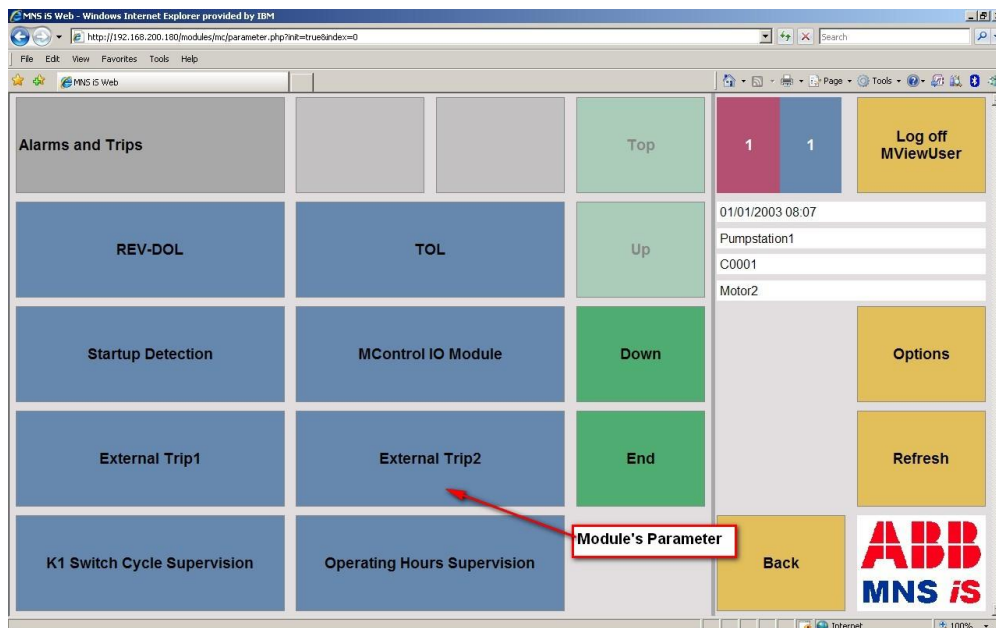 MNS iS Web - Windows Internet Explorer provided by IBM
http://192.168.200.180/modules/mc/parameter.php?init=true&index=0
Search
File Edit View Favorites Tools Help
MNS iS Web
Page
Tools
Alarms and Trips
Top
1
1
Log off
MViewUser
REV-DOL
TOL
Up
01/01/2003 08:07
Pumpstation1
C0001
Motor2
Startup Detection
MControl IO Module
Down
Options
External Trip1
External Trip2
End
Refresh
Module's Parameter
K1 Switch Cycle Supervision
Operating Hours Supervision
Back
ABB
MNS iS
Internet
100%